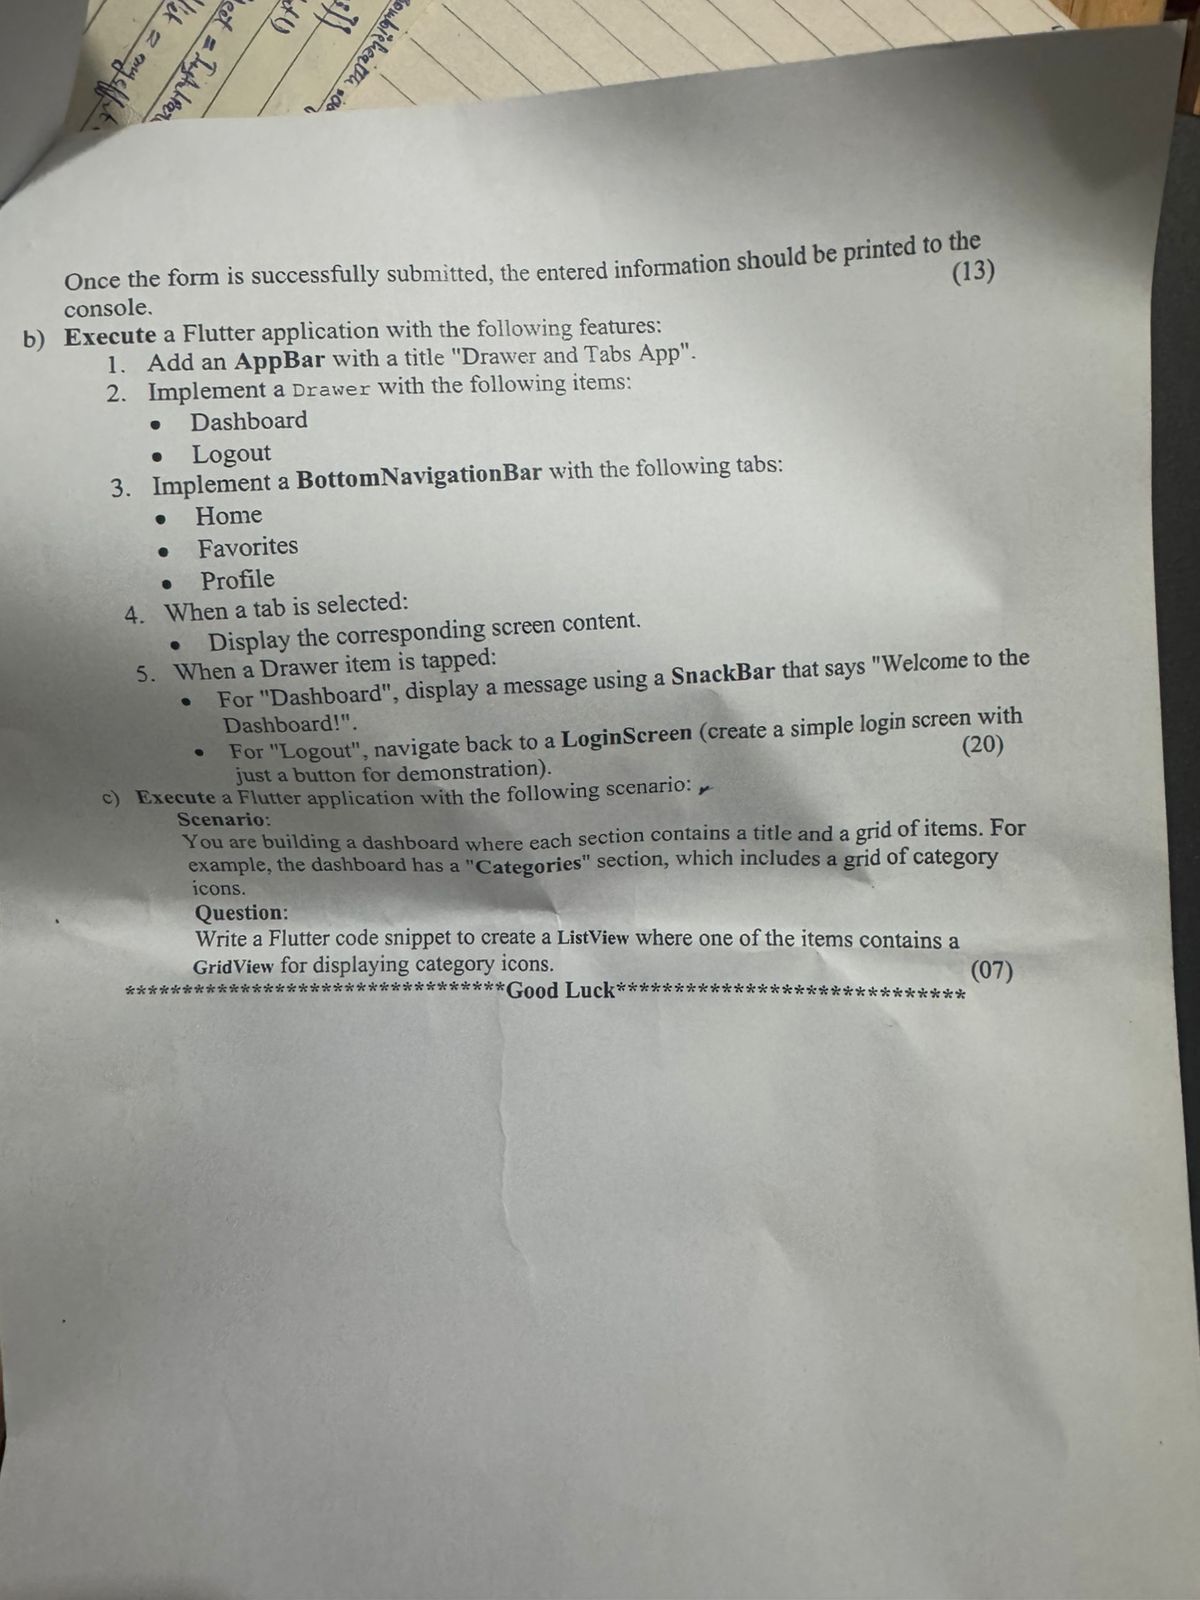 Once the form is successfully submitted, the entered information should be printed to the
console. (13)
b) Execute a Flutter application with the following features:
1. Add an AppBar with a title "Drawer and Tabs App".
2. Implement a Drawer with the following items:
• Dashboard
• Logout
3. Implement a BottomNavigationBar with the following tabs:
• Home
• Favorites
• Profile
4. When a tab is selected:
• Display the corresponding screen content.
5. When a Drawer item is tapped:
• For "Dashboard", display a message using a SnackBar that says "Welcome to the
Dashboard!".
• For "Logout", navigate back to a LoginScreen (create a simple login screen with
just a button for demonstration). (20)
c) Execute a Flutter application with the following scenario:
Scenario:
You are building a dashboard where each section contains a title and a grid of items. For
example, the dashboard has a "Categories" section, which includes a grid of category
icons.
Question:
Write a Flutter code snippet to create a ListView where one of the items contains a
GridView for displaying category icons. (07)
*********************************Good Luck******************************